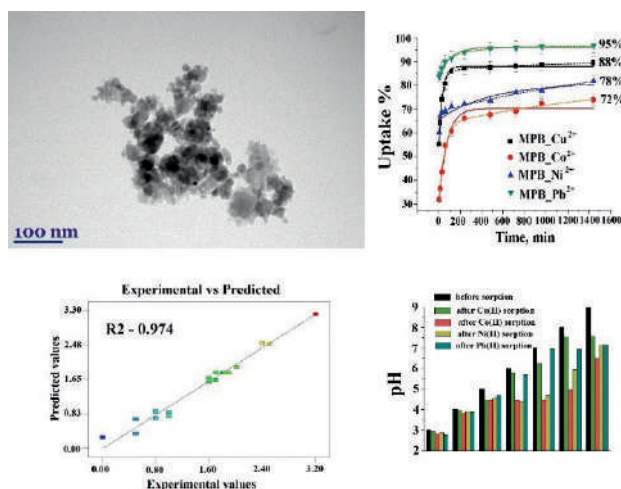 100 nm
Uptake %
100
90
80
70
60
50
40
30
95%
88%
78%
72%
MPB_Cu²⁺
MPB_Co²⁺
MPB_Ni²⁺
MPB_Pb²⁺
0 200 400 600 800 1000 1200 1400
Time, min
Experimental vs Predicted
R2 - 0.974
Predicted values
3.30
2.48
1.65
0.83
0.00
0.00 0.80 1.60 2.40 3.20
Experimental values
pH
9
8
7
6
5
4
3
2
before sorption
after Cu(II) sorption
after Co(II) sorption
after Ni(II) sorption
after Pb(II) sorption